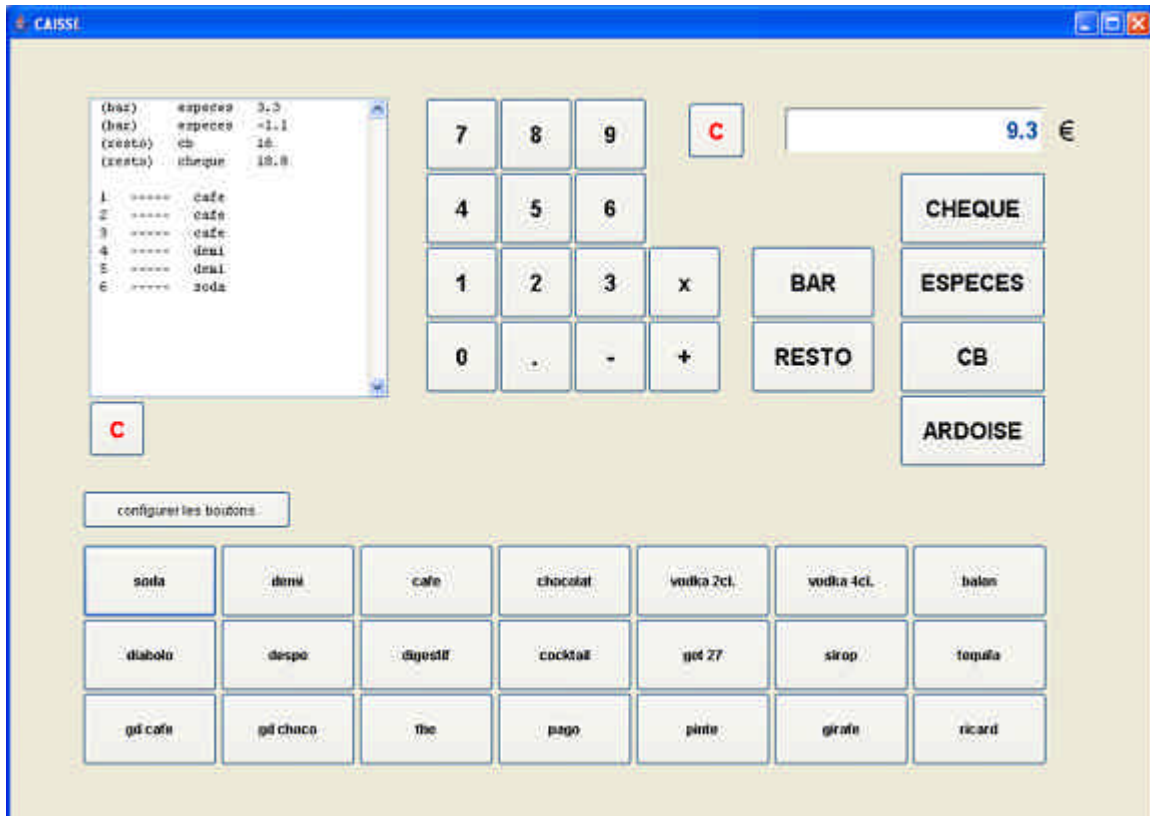 CAISSE
(bar) especes 3.3
(bar) especes -1.1
(resto) cb 16
(resto) cheque 18.8
1 ----- cafe
2 ----- cafe
3 ----- cafe
4 ----- demi
5 ----- demi
6 ----- soda
C
7 8 9
4 5 6
1 2 3 x
0 . - +
C
9.3 €
CHEQUE
BAR ESPECES
RESTO CB
ARDOISE
configurer les boutons
soda demi cafe chocolat vodka 2cl. vodka 4cl. balon
diabolo despo digestif cocktail get 27 sirop tequila
gd cafe gd choco the pago pinte girafe ricard